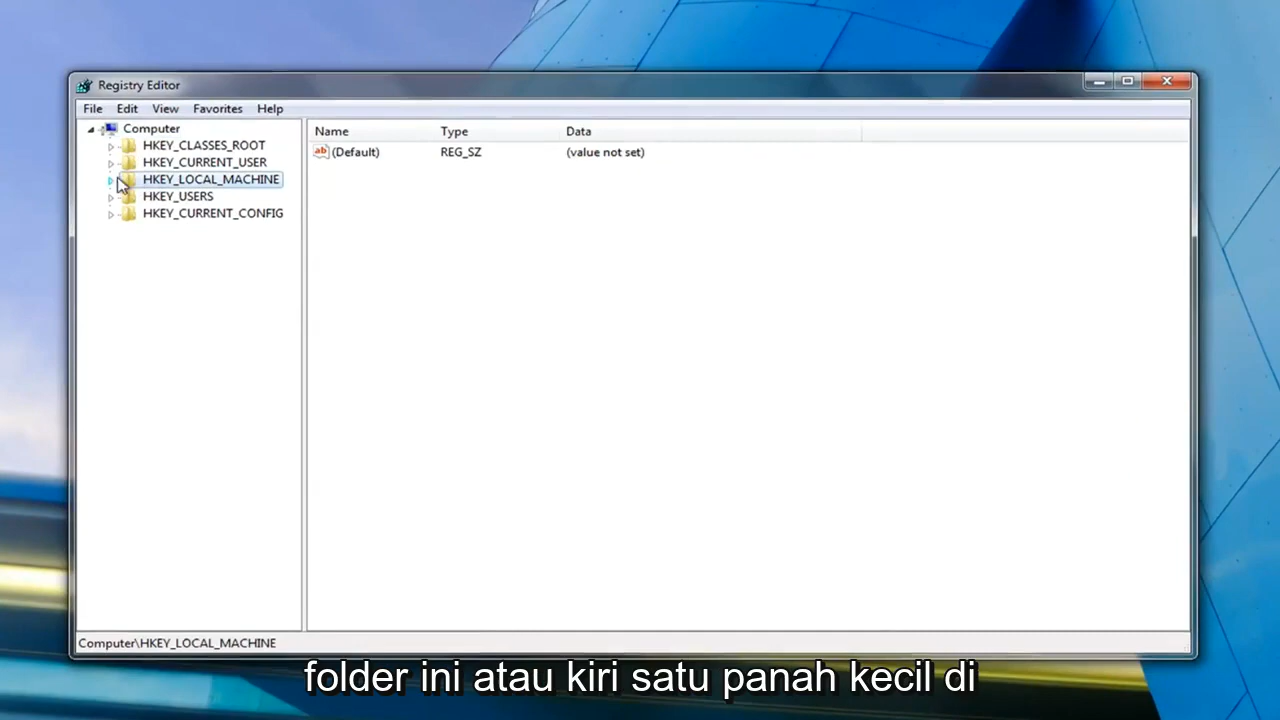 Registry Editor
File Edit View Favorites Help
Computer
HKEY_CLASSES_ROOT
HKEY_CURRENT_USER
HKEY_LOCAL_MACHINE
HKEY_USERS
HKEY_CURRENT_CONFIG
Name Type Data
ab (Default) REG_SZ (value not set)
Computer\HKEY_LOCAL_MACHINE
folder ini atau kiri satu panah kecil di